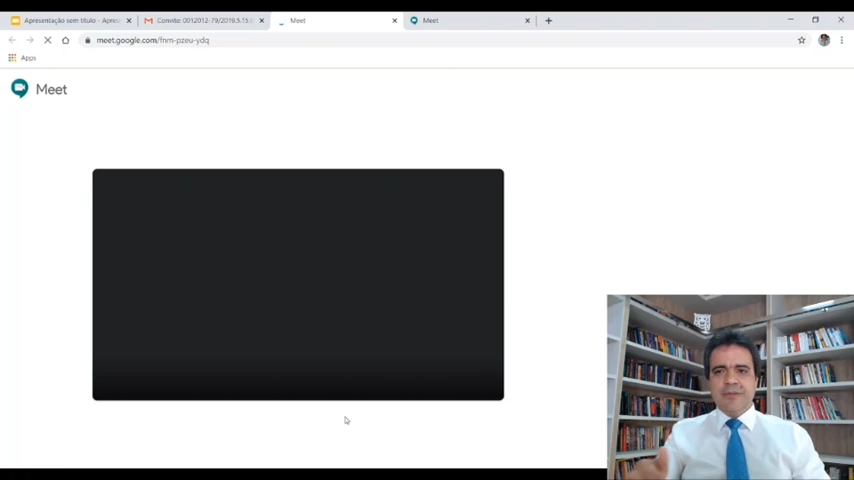 Apresentação sem título - Apres
Convite: 0012012-79/2019.5.15.0
Meet
Meet
meet.google.com/fnm-pzeu-ydq
Apps
Meet